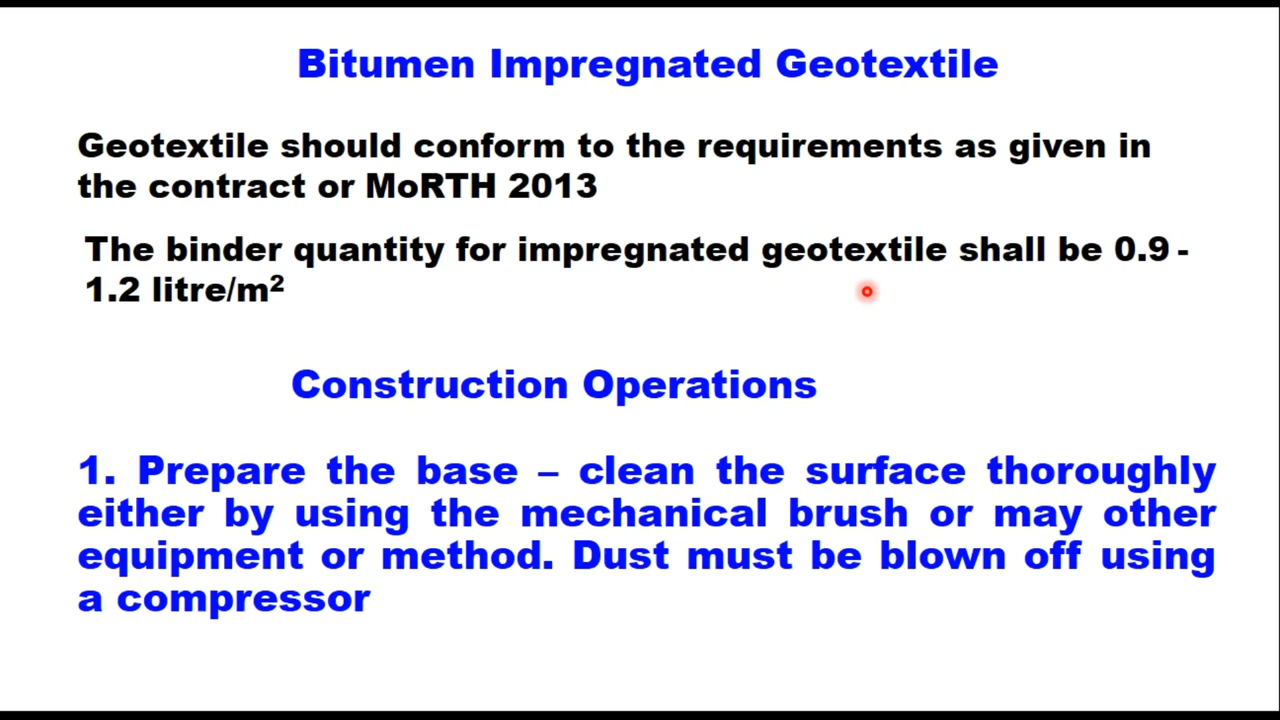 Bitumen Impregnated Geotextile
Geotextile should conform to the requirements as given in
the contract or MoRTH 2013
The binder quantity for impregnated geotextile shall be 0.9 -
1.2 litre/m²
Construction Operations
1. Prepare the base – clean the surface thoroughly
either by using the mechanical brush or may other
equipment or method. Dust must be blown off using
a compressor